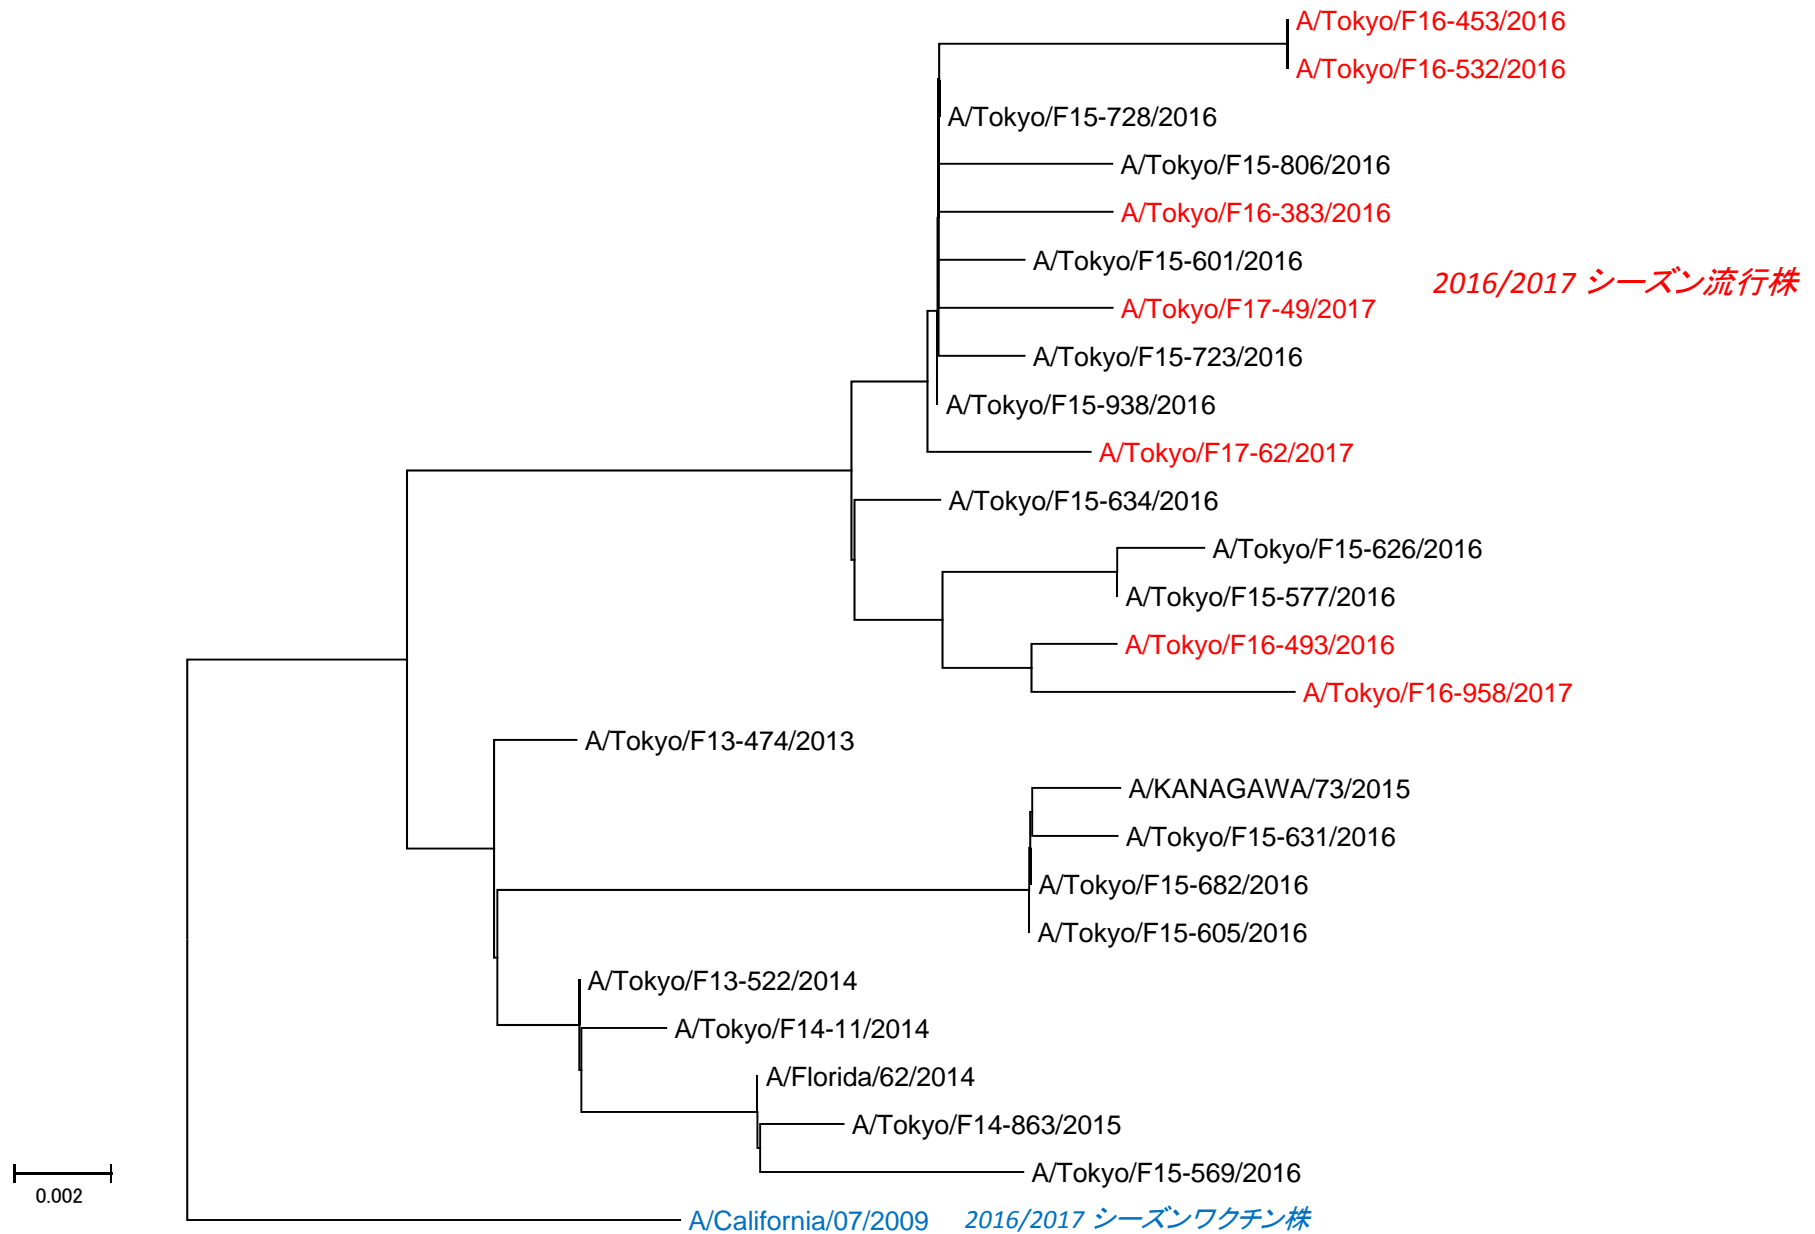 A/Tokyo/F16-453/2016
A/Tokyo/F16-532/2016
A/Tokyo/F15-728/2016
A/Tokyo/F15-806/2016
A/Tokyo/F16-383/2016
A/Tokyo/F15-601/2016
2016/2017 シーズン流行株
A/Tokyo/F17-49/2017
A/Tokyo/F15-723/2016
A/Tokyo/F15-938/2016
A/Tokyo/F17-62/2017
A/Tokyo/F15-634/2016
A/Tokyo/F15-626/2016
A/Tokyo/F15-577/2016
A/Tokyo/F16-493/2016
A/Tokyo/F16-958/2017
A/Tokyo/F13-474/2013
A/KANAGAWA/73/2015
A/Tokyo/F15-631/2016
A/Tokyo/F15-682/2016
A/Tokyo/F15-605/2016
A/Tokyo/F13-522/2014
A/Tokyo/F14-11/2014
A/Florida/62/2014
A/Tokyo/F14-863/2015
A/Tokyo/F15-569/2016
0.002
A/California/07/2009 2016/2017 シーズンワクチン株